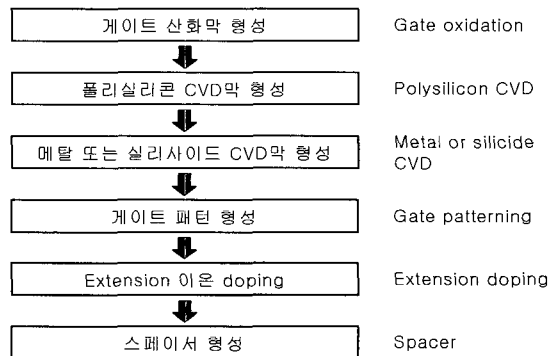 게이트 산화막 형성
Gate oxidation
폴리실리콘 CVD막 형성
Polysilicon CVD
메탈 또는 실리사이드 CVD막 형성
Metal or silicide
CVD
게이트 패턴 형성
Gate patterning
Extension 이온 doping
Extension doping
스페이서 형성
Spacer